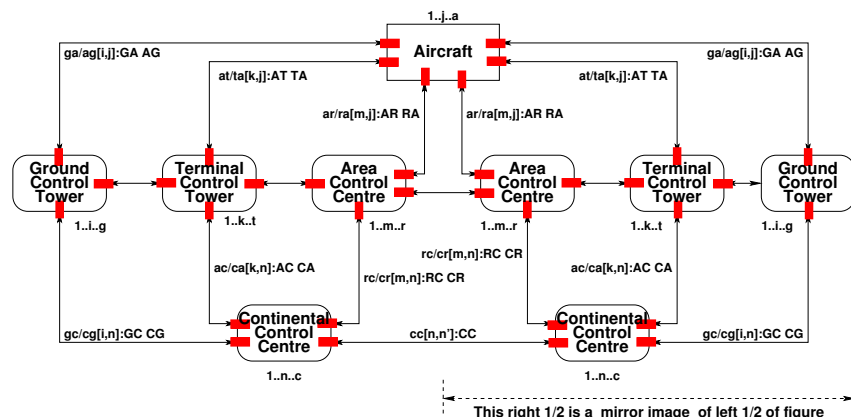 1..j..a
Aircraft
ga/ag[i,j]:GA AG
ga/ag[i,j]:GA AG
at/ta[k,j]:AT TA
at/ta[k,j]:AT TA
ar/ra[m,j]:AR RA
ar/ra[m,j]:AR RA
Ground
Control
Tower
Terminal
Control
Tower
Area
Control
Centre
Area
Control
Centre
Terminal
Control
Tower
Ground
Control
Tower
1..i..g
1..k..t
1..m..r
1..m..r
1..k..t
1..i..g
rc/cr[m,n]:RC CR
ac/ca[k,n]:AC CA
ac/ca[k,n]:AC CA
rc/cr[m,n]:RC CR
Continental
Control
Centre
Continental
Control
Centre
gc/cg[i,n]:GC CG
cc[n,n']:CC
gc/cg[i,n]:GC CG
1..n..c
1..n..c
This right 1/2 is a mirror image of left 1/2 of figure